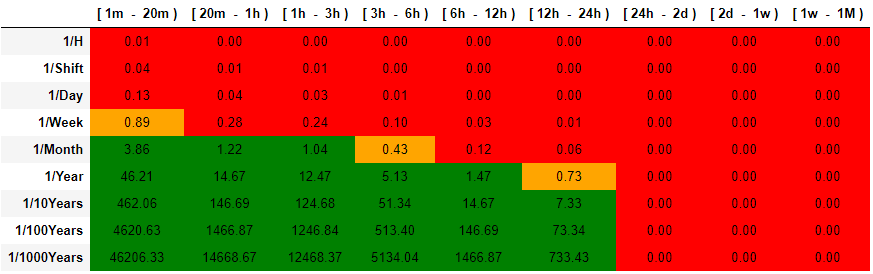 [ 1m - 20m ) [ 20m - 1h ) [ 1h - 3h ) [ 3h - 6h ) [ 6h - 12h ) [ 12h - 24h ) [ 24h - 2d ) [ 2d - 1w ) [ 1w - 1M )
1/H 0.01 0.00 0.00 0.00 0.00 0.00 0.00 0.00 0.00
1/Shift 0.04 0.01 0.01 0.00 0.00 0.00 0.00 0.00 0.00
1/Day 0.13 0.04 0.03 0.01 0.00 0.00 0.00 0.00 0.00
1/Week 0.89 0.28 0.24 0.10 0.03 0.01 0.00 0.00 0.00
1/Month 3.86 1.22 1.04 0.43 0.12 0.06 0.00 0.00 0.00
1/Year 46.21 14.67 12.47 5.13 1.47 0.73 0.00 0.00 0.00
1/10Years 462.06 146.69 124.68 51.34 14.67 7.33 0.00 0.00 0.00
1/100Years 4620.63 1466.87 1246.84 513.40 146.69 73.34 0.00 0.00 0.00
1/1000Years 46206.33 14668.67 12468.37 5134.04 1466.87 733.43 0.00 0.00 0.00